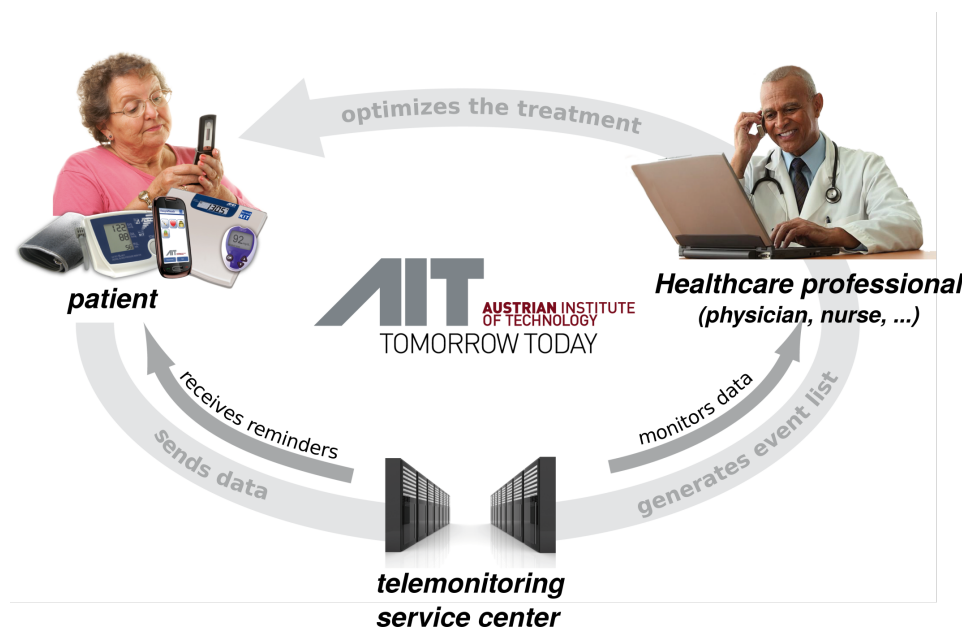 optimizes the treatment
patient
Healthcare professional
(physician, nurse, ...)
AIT
AUSTRIAN INSTITUTE
OF TECHNOLOGY
TOMORROW TODAY
receives reminders
sends data
monitors data
generates event list
telemonitoring
service center